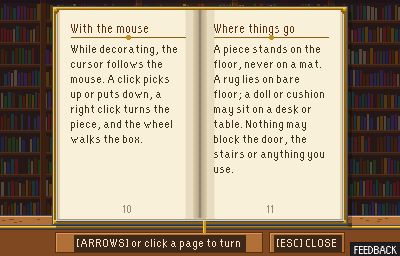 With the mouse
While decorating, the
cursor follows the
mouse. A click picks
up or puts down, a
right click turns the
piece, and the wheel
walks the box.
10
Where things go
A piece stands on the
floor, never on a mat.
A rug lies on bare
floor; a doll or cushion
may sit on a desk or
table. Nothing may
block the door, the
stairs or anything you
use.
11
[ARROWS] or click a page to turn
[ESC] CLOSE
FEEDBACK